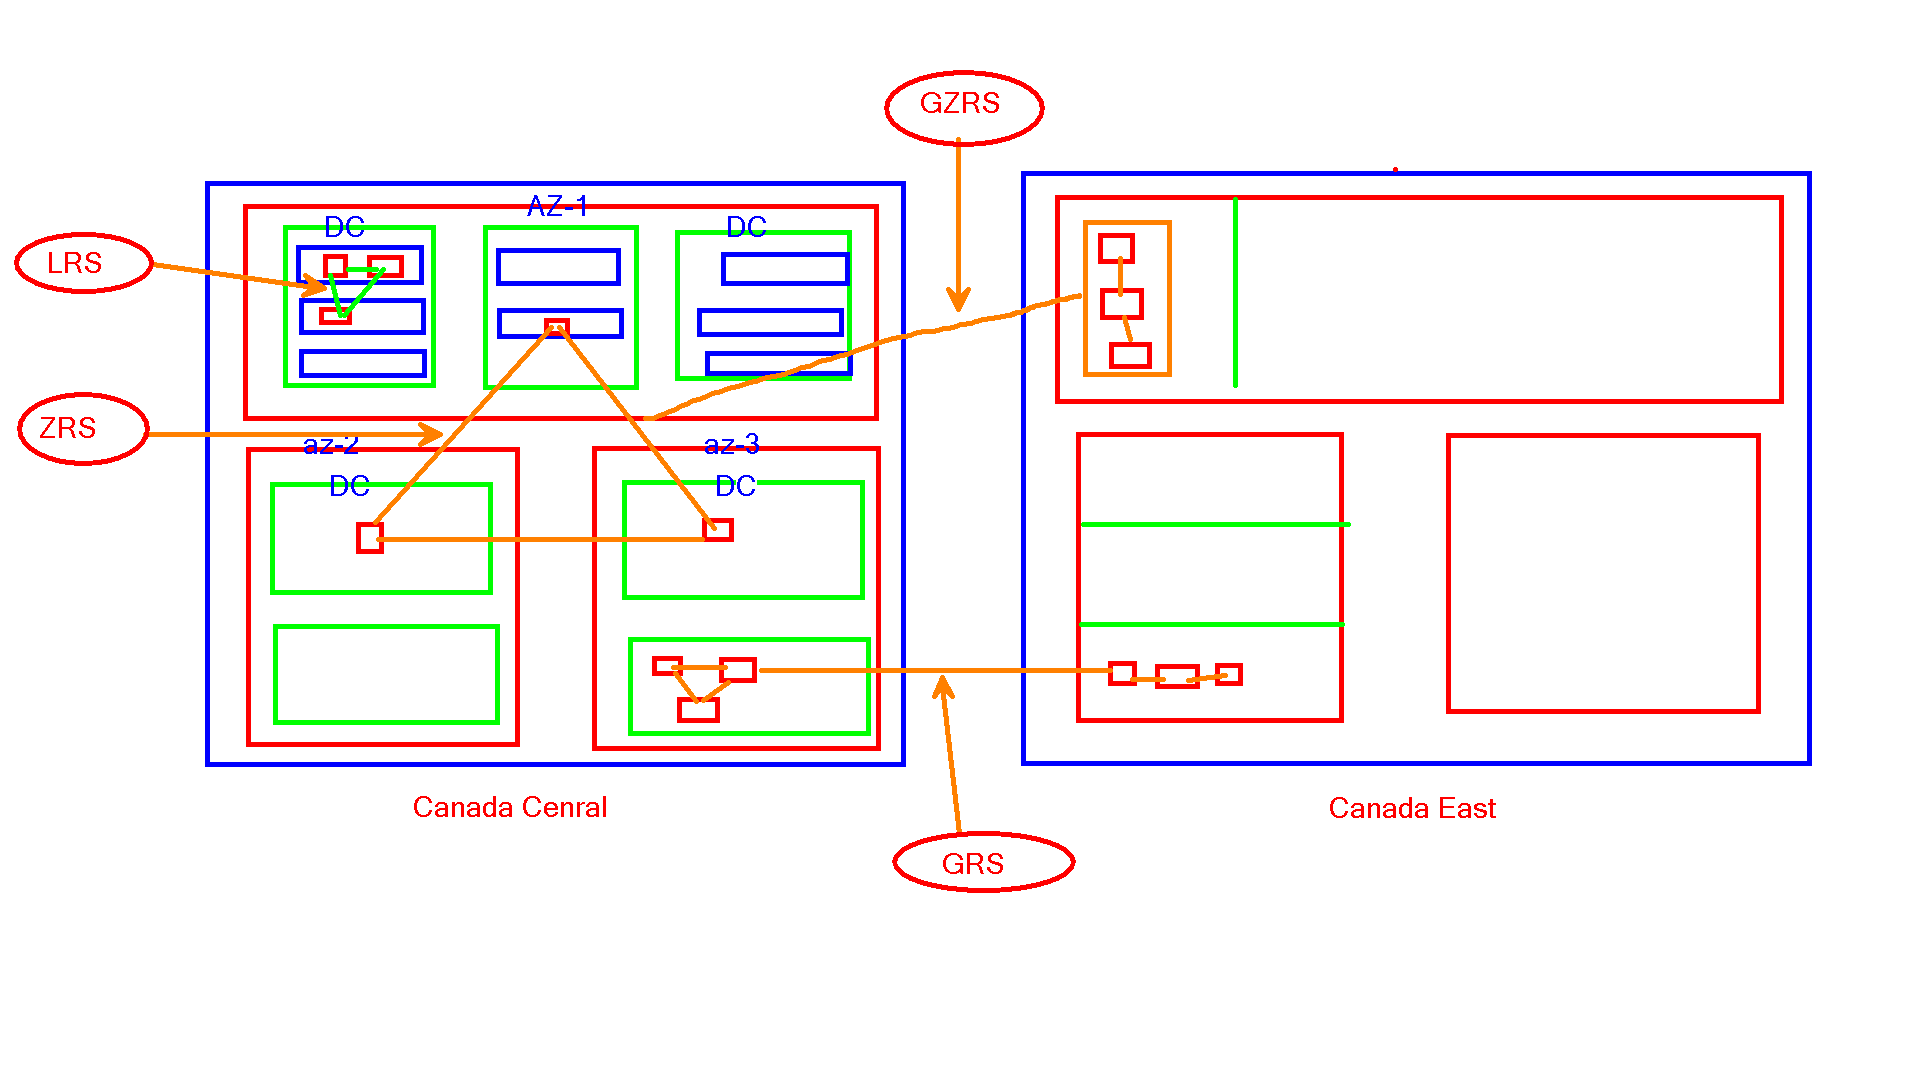 GZRS
AZ-1
DC
DC
LRS
ZRS
az-2
az-3
DC
DC
Canada Cenral
Canada East
GRS